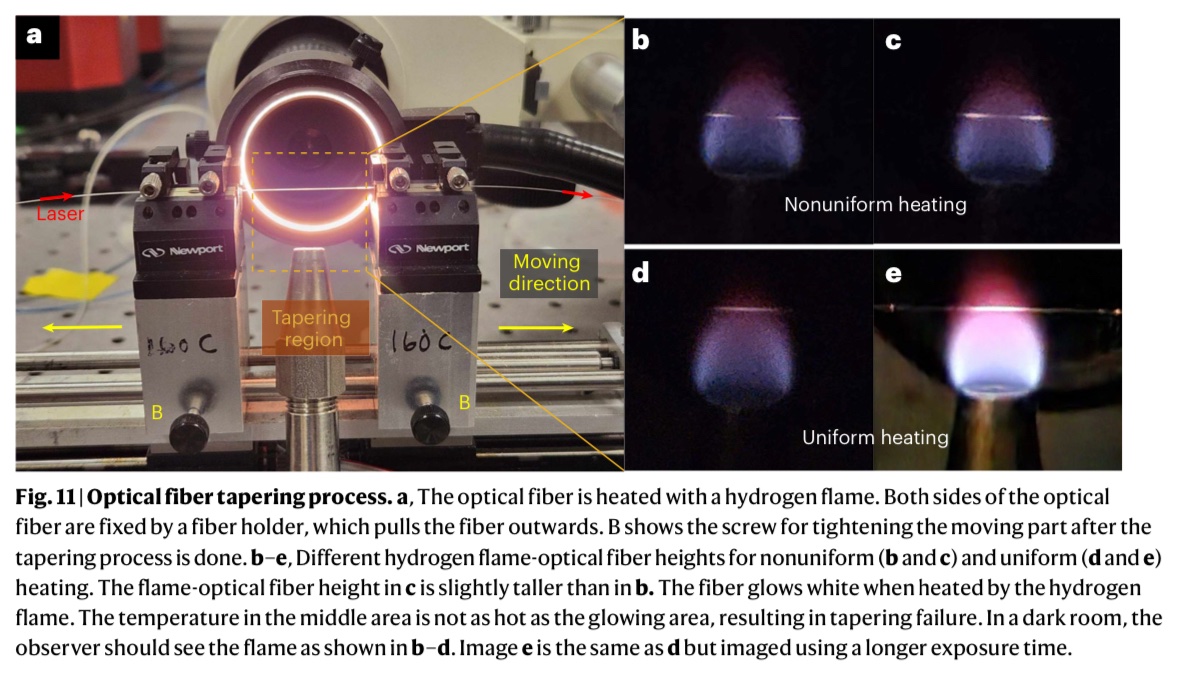 a
b
c
Laser
Newport
Newport
Moving
direction
Tapering
region
160 C
160 C
B
B
Nonuniform heating
d
e
Uniform heating
Fig. 11 | Optical fiber tapering process. a, The optical fiber is heated with a hydrogen flame. Both sides of the optical
fiber are fixed by a fiber holder, which pulls the fiber outwards. B shows the screw for tightening the moving part after the
tapering process is done. b–e, Different hydrogen flame-optical fiber heights for nonuniform (b and c) and uniform (d and e)
heating. The flame-optical fiber height in c is slightly taller than in b. The fiber glows white when heated by the hydrogen
flame. The temperature in the middle area is not as hot as the glowing area, resulting in tapering failure. In a dark room, the
observer should see the flame as shown in b–d. Image e is the same as d but imaged using a longer exposure time.